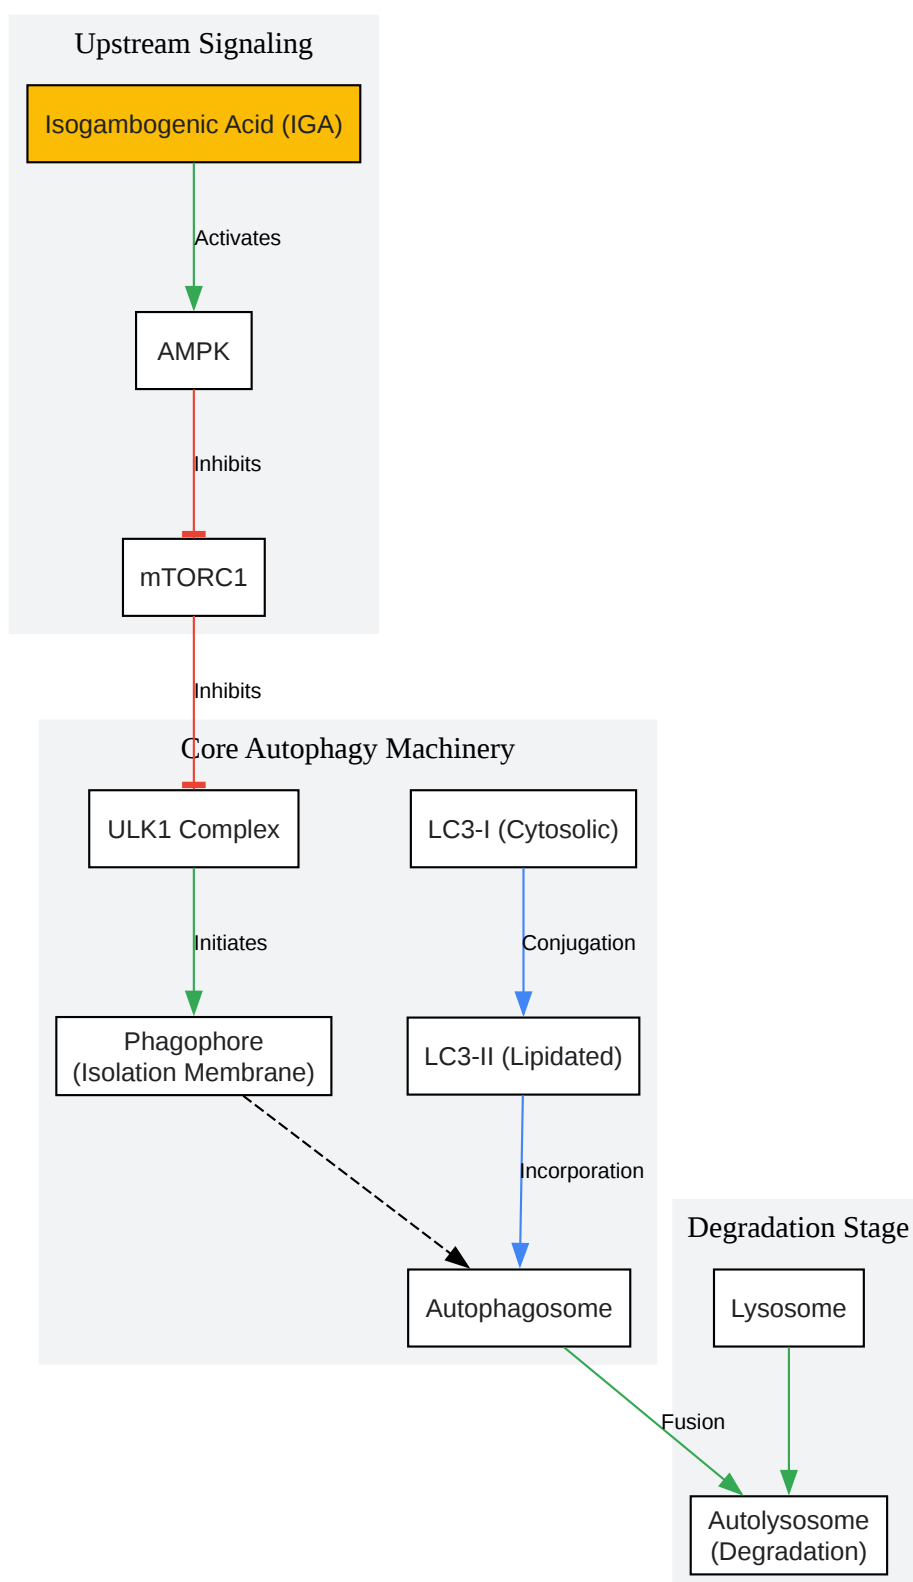 Upstream Signaling
Isogambogenic Acid (IGA)
Activates
AMPK
Inhibits
mTORC1
Inhibits
Core Autophagy Machinery
ULK1 Complex
LC3-I (Cytosolic)
Initiates
Conjugation
Phagophore
(Isolation Membrane)
LC3-II (Lipidated)
Incorporation
Degradation Stage
Autophagosome
Lysosome
Fusion
Autolysosome
(Degradation)